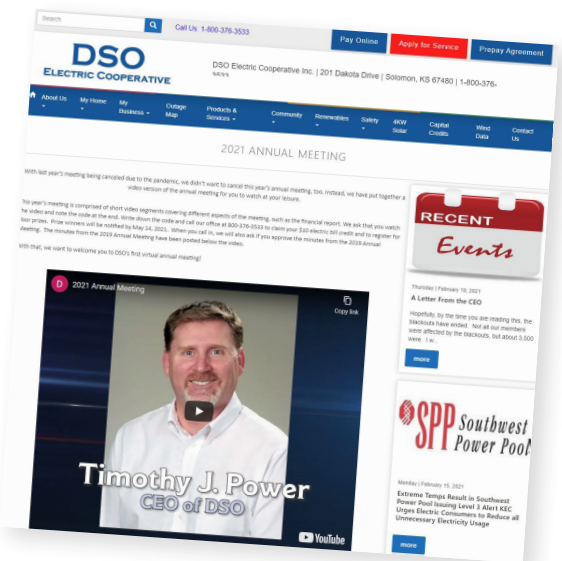 Search
Call Us: 1-800-376-3533
Pay Online
Apply for Service
Prepay Agreement
DSO
ELECTRIC COOPERATIVE
DSO Electric Cooperative Inc. | 201 Dakota Drive | Solomon, KS 67480 | 1-800-376-
About Us
My Home
My
Business
Outage
Map
Products &
Services
Community
Renewables
Safety
4KW
Solar
Capital
Credits
Wind
Data
Contact
Us
2021 ANNUAL MEETING
With last year's meeting being canceled due to the pandemic, we didn't want to cancel this year's annual meeting, too. Instead, we have put together a
video version of the annual meeting for you to watch at your leisure.
his year's meeting is comprised of short video segments covering different aspects of the meeting, such as the financial report. We ask that you watch
he video and note the code at the end. Write down the code and call our office at 800-376-3533 to claim your $10 electric bill credit and to register for
oor prizes. Prize winners will be notified by May 14, 2021. When you call in, we will also ask if you approve the minutes from the 2019 Annual
Meeting. The minutes from the 2019 Annual Meeting have been posted below the video.
With that, we want to welcome you to DSO's first virtual annual meeting!
D
2021 Annual Meeting
Copy link
Timothy J. Power
CEO of DSO
YouTube
RECENT
Events
Thursday | February 18, 2021
A Letter From the CEO
Hopefully, by the time you are reading this, the
blackouts have ended. Not all our members
were affected by the blackouts, but about 3,500
were. I w...
more
SPP Southwest
Power Pool
Monday | February 15, 2021
Extreme Temps Result in Southwest
Power Pool Issuing Level 3 Alert KEC
Urges Electric Consumers to Reduce all
Unnecessary Electricity Usage
more